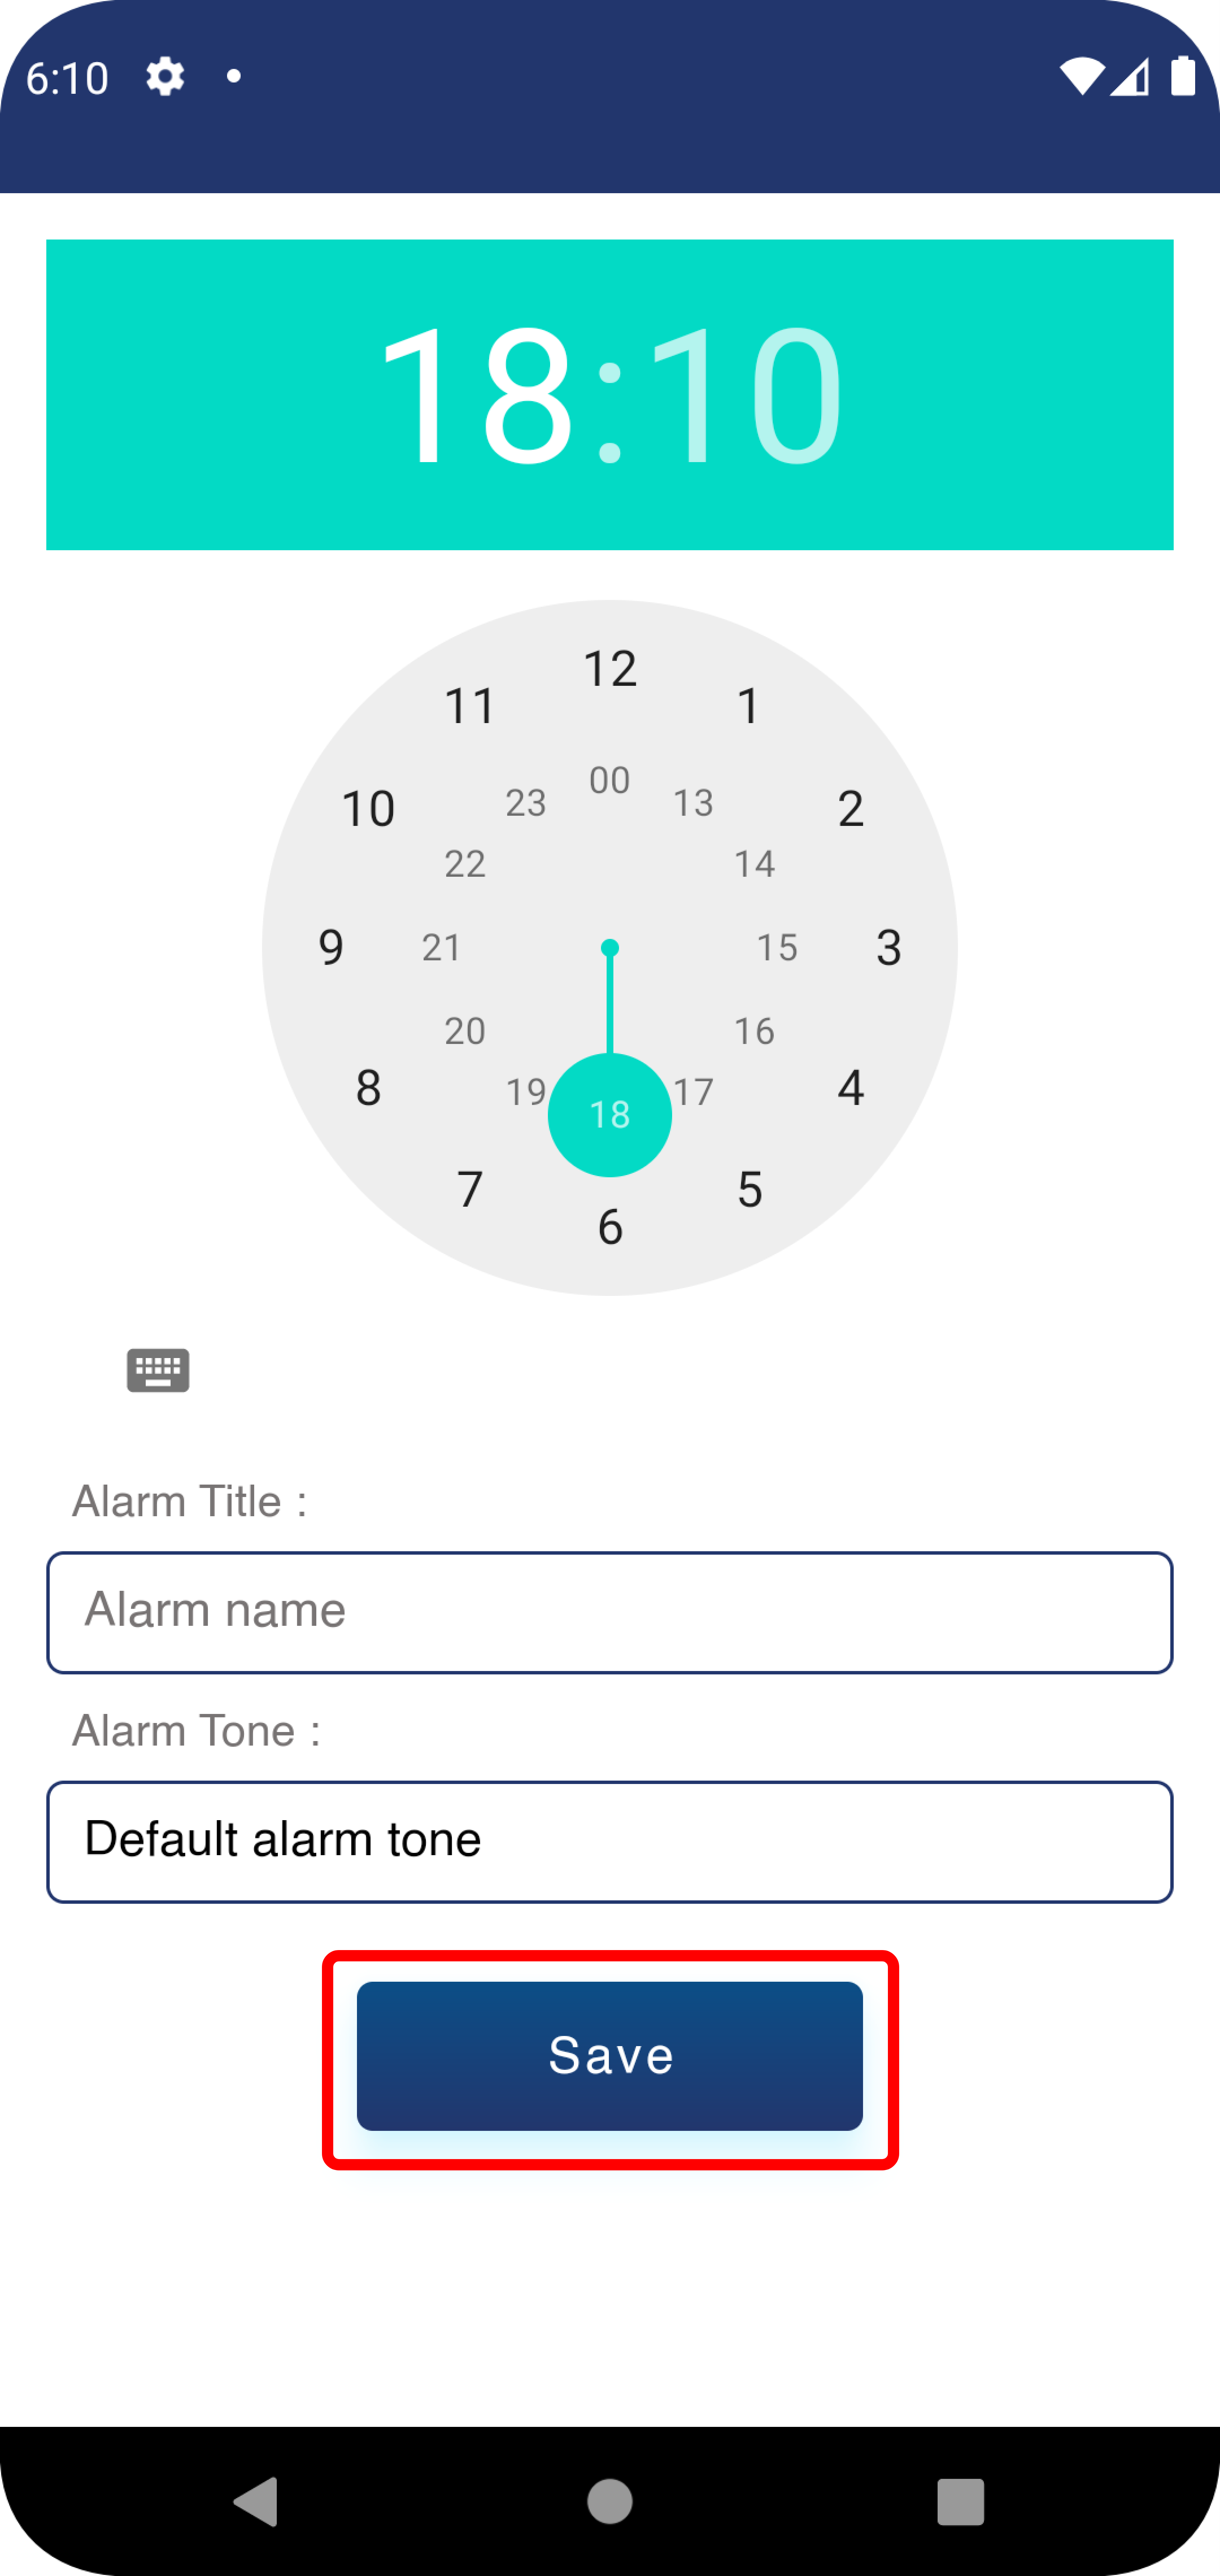 6:10
18:10
12
11 1
00
23 13
10 2
22 14
9 21 15 3
20 16
8 19 18 17 4
7 5
6
Alarm Title :
Alarm name
Alarm Tone :
Default alarm tone
Save